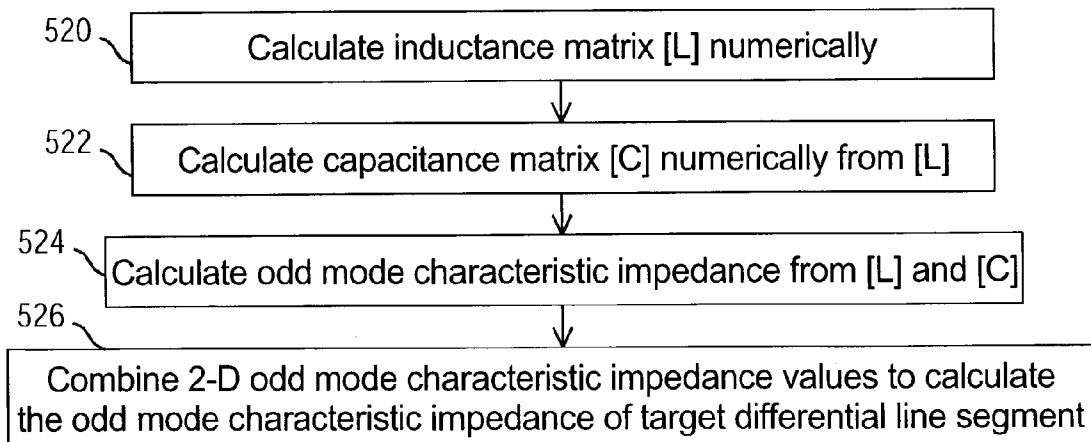 520
Calculate inductance matrix [L] numerically
522
Calculate capacitance matrix [C] numerically from [L]
524
Calculate odd mode characteristic impedance from [L] and [C]
526
Combine 2-D odd mode characteristic impedance values to calculate
the odd mode characteristic impedance of target differential line segment